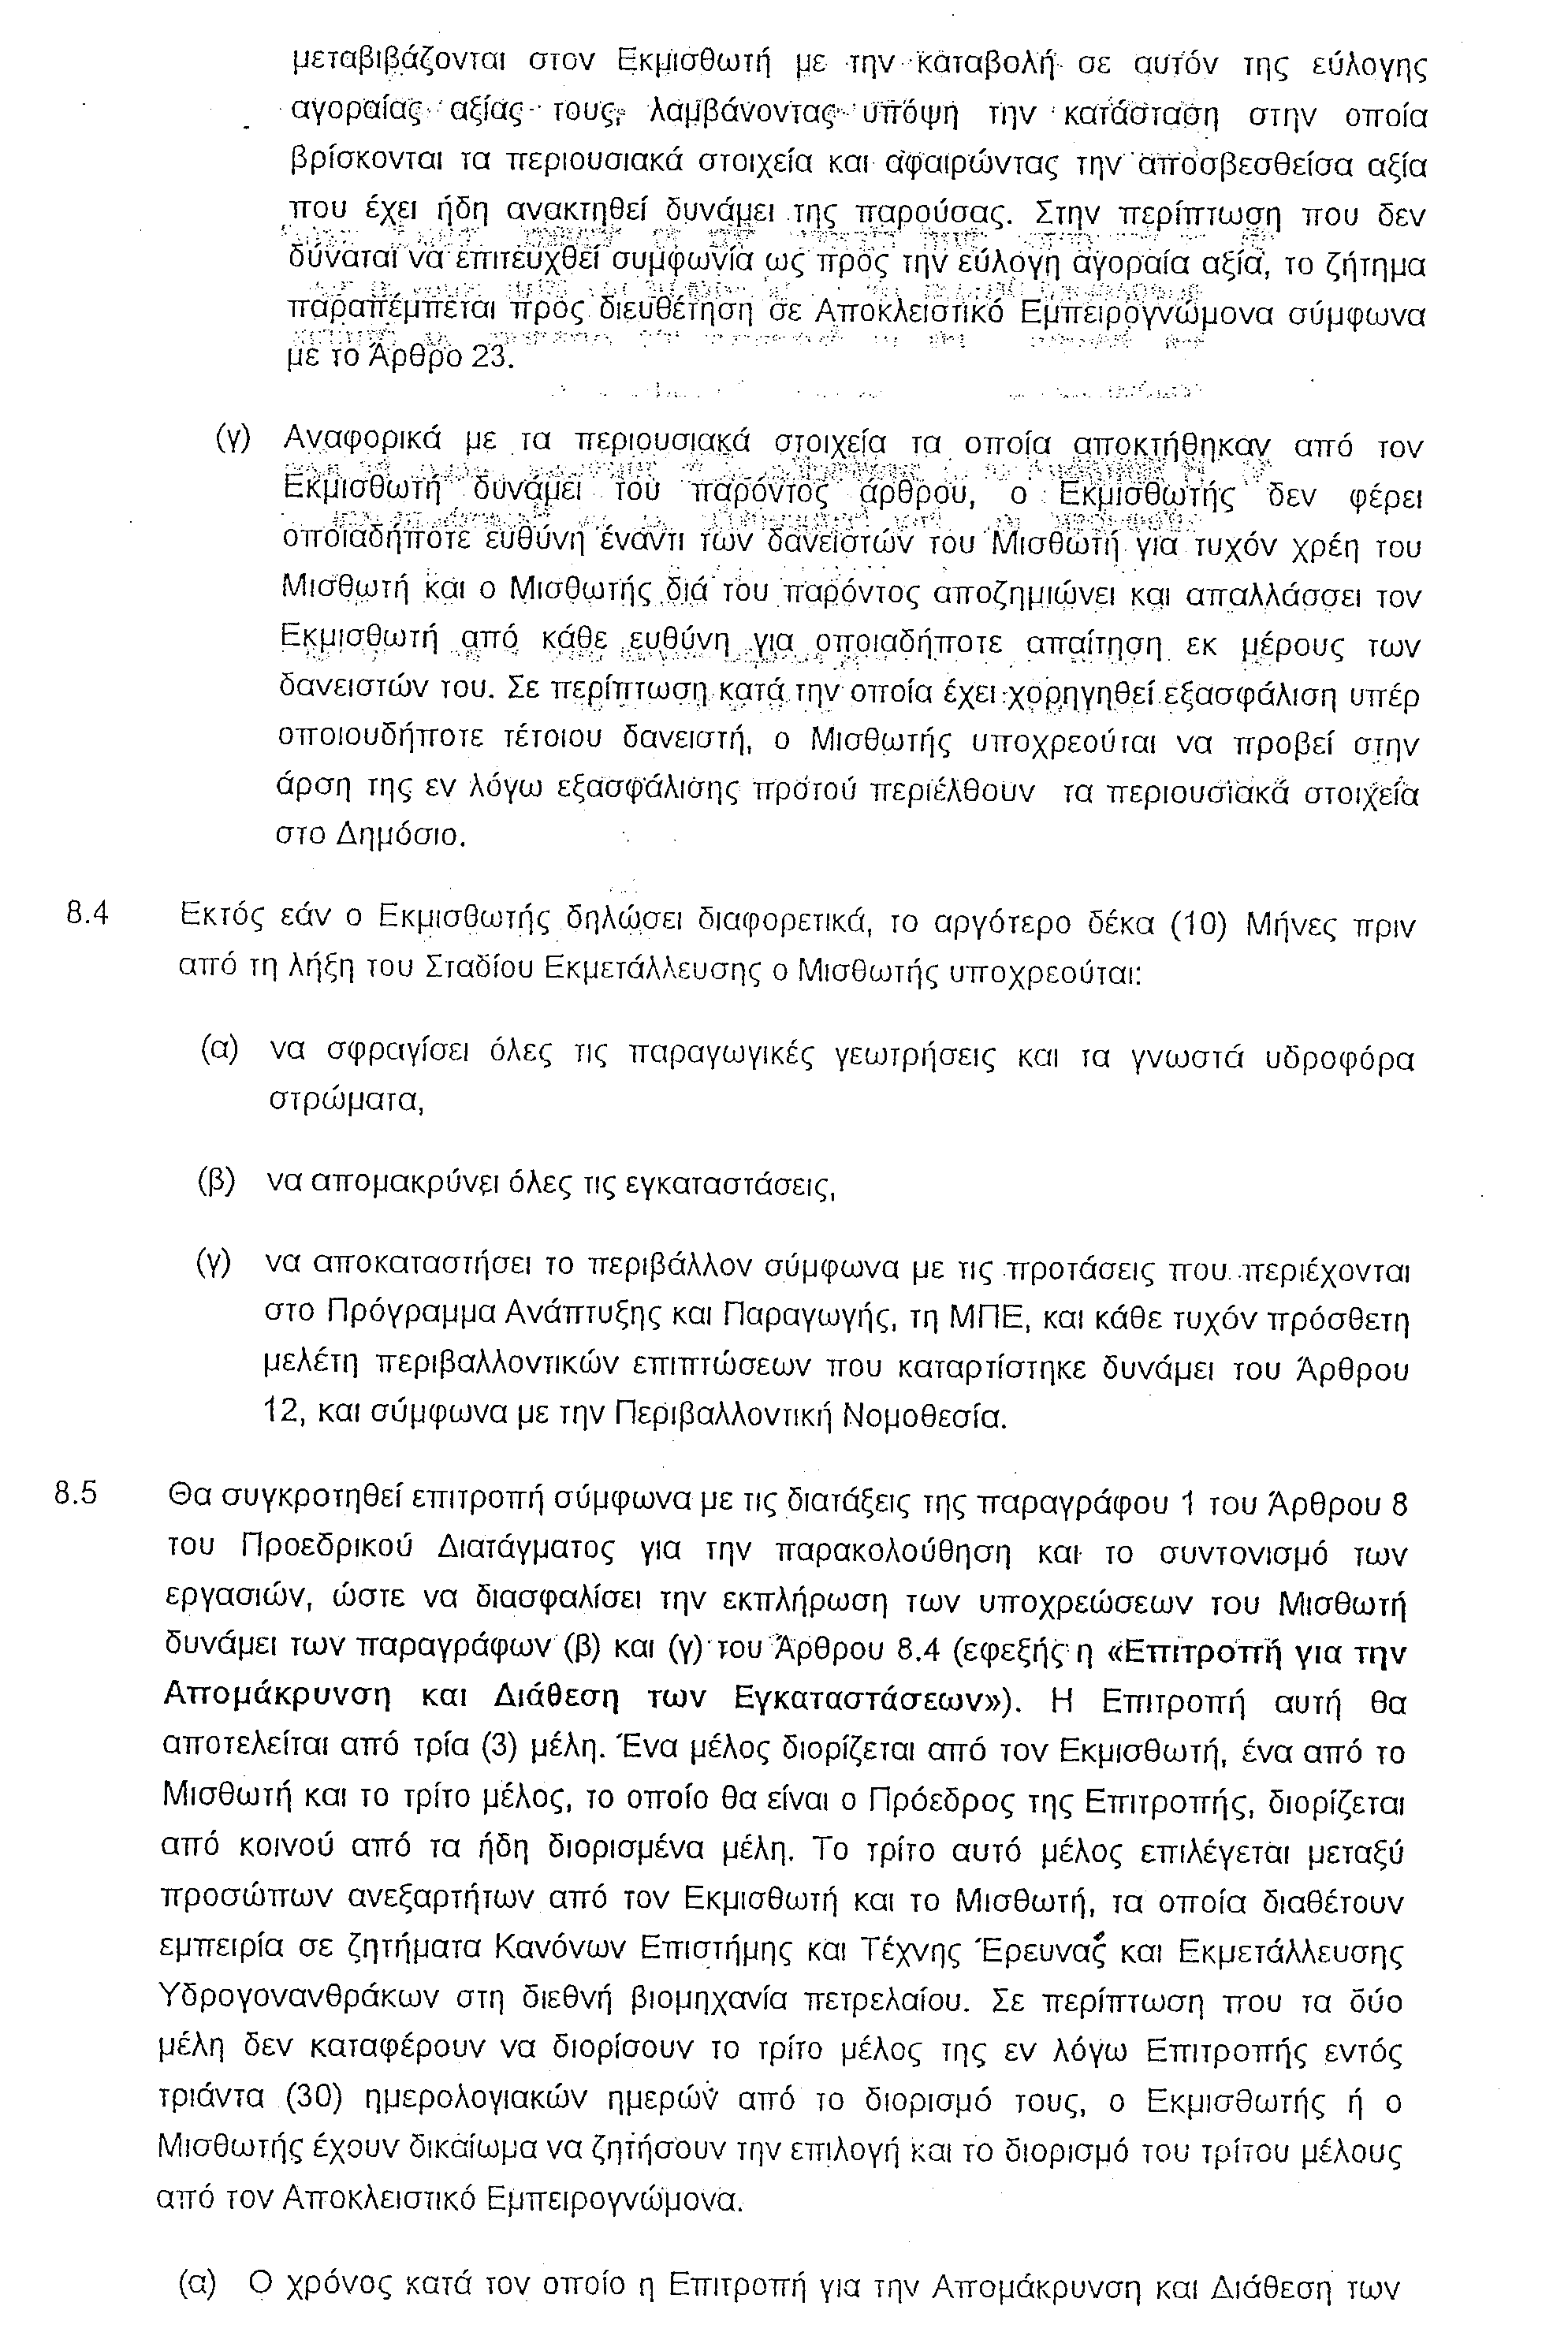 μεταβιβάζονται στον Εκμισθωτή με την καταβολή σε αυτόν της εύλογης
αγοραίας αξίας τους, λαμβάνοντας υπόψη την κατάσταση στην οποία
βρίσκονται τα περιουσιακά στοιχεία και αφαιρώντας την αποσβεσθείσα αξία
που έχει ήδη ανακτηθεί δυνάμει της παρούσας. Στην περίπτωση που δεν
δύναται να επιτευχθεί συμφωνία ως προς την εύλογη αγοραία αξία, το ζήτημα
παραπέμπεται προς διευθέτηση σε Αποκλειστικό Εμπειρογνώμονα σύμφωνα
με το Άρθρο 23.
(γ) Αναφορικά με τα περιουσιακά στοιχεία τα οποία αποκτήθηκαν από τον
Εκμισθωτή δυνάμει του παρόντος άρθρου, ο Εκμισθωτής δεν φέρει
οποιαδήποτε ευθύνη έναντι των δανειστών του Μισθωτή για τυχόν χρέη του
Μισθωτή και ο Μισθωτής διά του παρόντος αποζημιώνει και απαλλάσσει τον
Εκμισθωτή από κάθε ευθύνη για οποιαδήποτε απαίτηση εκ μέρους των
δανειστών του. Σε περίπτωση κατά την οποία έχει χορηγηθεί εξασφάλιση υπέρ
οποιουδήποτε τέτοιου δανειστή, ο Μισθωτής υποχρεούται να προβεί στην
άρση της εν λόγω εξασφάλισης προτού περιέλθουν τα περιουσιακά στοιχεία
στο Δημόσιο.
8.4 Εκτός εάν ο Εκμισθωτής δηλώσει διαφορετικά, το αργότερο δέκα (10) Μήνες πριν
από τη λήξη του Σταδίου Εκμετάλλευσης ο Μισθωτής υποχρεούται:
(α) να σφραγίσει όλες τις παραγωγικές γεωτρήσεις και τα γνωστά υδροφόρα
στρώματα,
(β) να απομακρύνει όλες τις εγκαταστάσεις,
(γ) να αποκαταστήσει το περιβάλλον σύμφωνα με τις προτάσεις που περιέχονται
στο Πρόγραμμα Ανάπτυξης και Παραγωγής, τη ΜΠΕ, και κάθε τυχόν πρόσθετη
μελέτη περιβαλλοντικών επιπτώσεων που καταρτίστηκε δυνάμει του Άρθρου
12, και σύμφωνα με την Περιβαλλοντική Νομοθεσία.
8.5 Θα συγκροτηθεί επιτροπή σύμφωνα με τις διατάξεις της παραγράφου 1 του Άρθρου 8
του Προεδρικού Διατάγματος για την παρακολούθηση και το συντονισμό των
εργασιών, ώστε να διασφαλίσει την εκπλήρωση των υποχρεώσεων του Μισθωτή
δυνάμει των παραγράφων (β) και (γ) του Άρθρου 8.4 (εφεξής η «Επιτροπή για την
Απομάκρυνση και Διάθεση των Εγκαταστάσεων»). Η Επιτροπή αυτή θα
αποτελείται από τρία (3) μέλη. Ένα μέλος διορίζεται από τον Εκμισθωτή, ένα από το
Μισθωτή και το τρίτο μέλος, το οποίο θα είναι ο Πρόεδρος της Επιτροπής, διορίζεται
από κοινού από τα ήδη διορισμένα μέλη. Το τρίτο αυτό μέλος επιλέγεται μεταξύ
προσώπων ανεξαρτήτων από τον Εκμισθωτή και το Μισθωτή, τα οποία διαθέτουν
εμπειρία σε ζητήματα Κανόνων Επιστήμης και Τέχνης Έρευνας και Εκμετάλλευσης
Υδρογονανθράκων στη διεθνή βιομηχανία πετρελαίου. Σε περίπτωση που τα δύο
μέλη δεν καταφέρουν να διορίσουν το τρίτο μέλος της εν λόγω Επιτροπής εντός
τριάντα (30) ημερολογιακών ημερών από το διορισμό τους, ο Εκμισθωτής ή ο
Μισθωτής έχουν δικαίωμα να ζητήσουν την επιλογή και το διορισμό του τρίτου μέλους
από τον Αποκλειστικό Εμπειρογνώμονα.
(α) Ο χρόνος κατά τον οποίο η Επιτροπή για την Απομάκρυνση και Διάθεση των